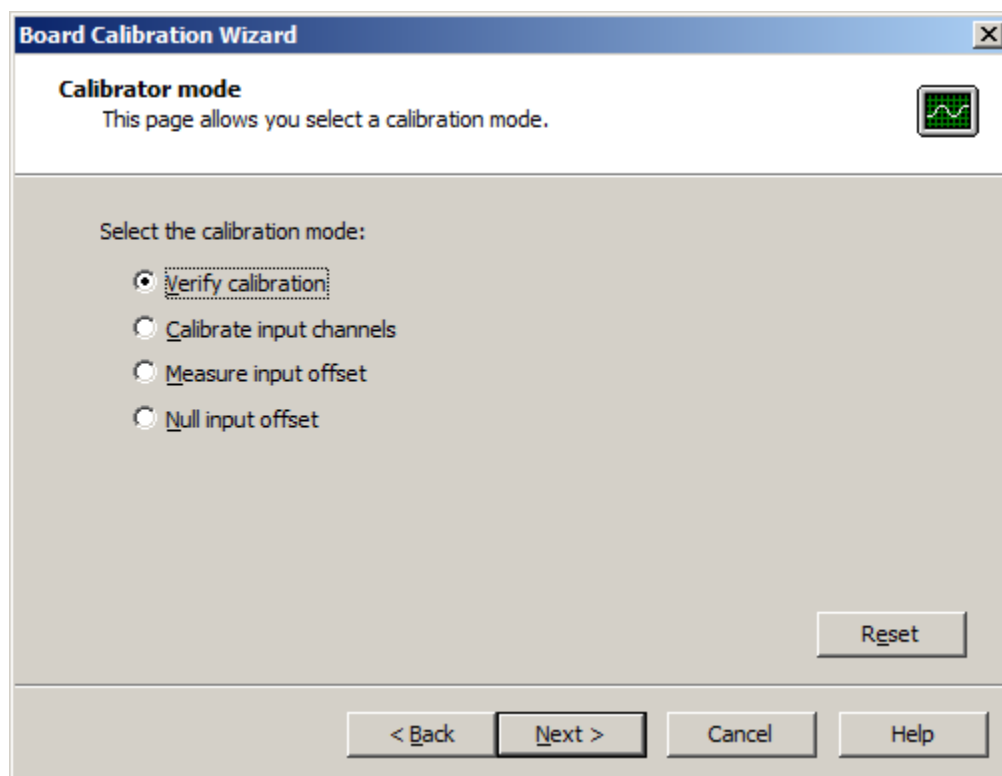 Board Calibration Wizard
Calibrator mode
This page allows you select a calibration mode.
Select the calibration mode:
Verify calibration
Calibrate input channels
Measure input offset
Null input offset
Reset
< Back Next > Cancel Help